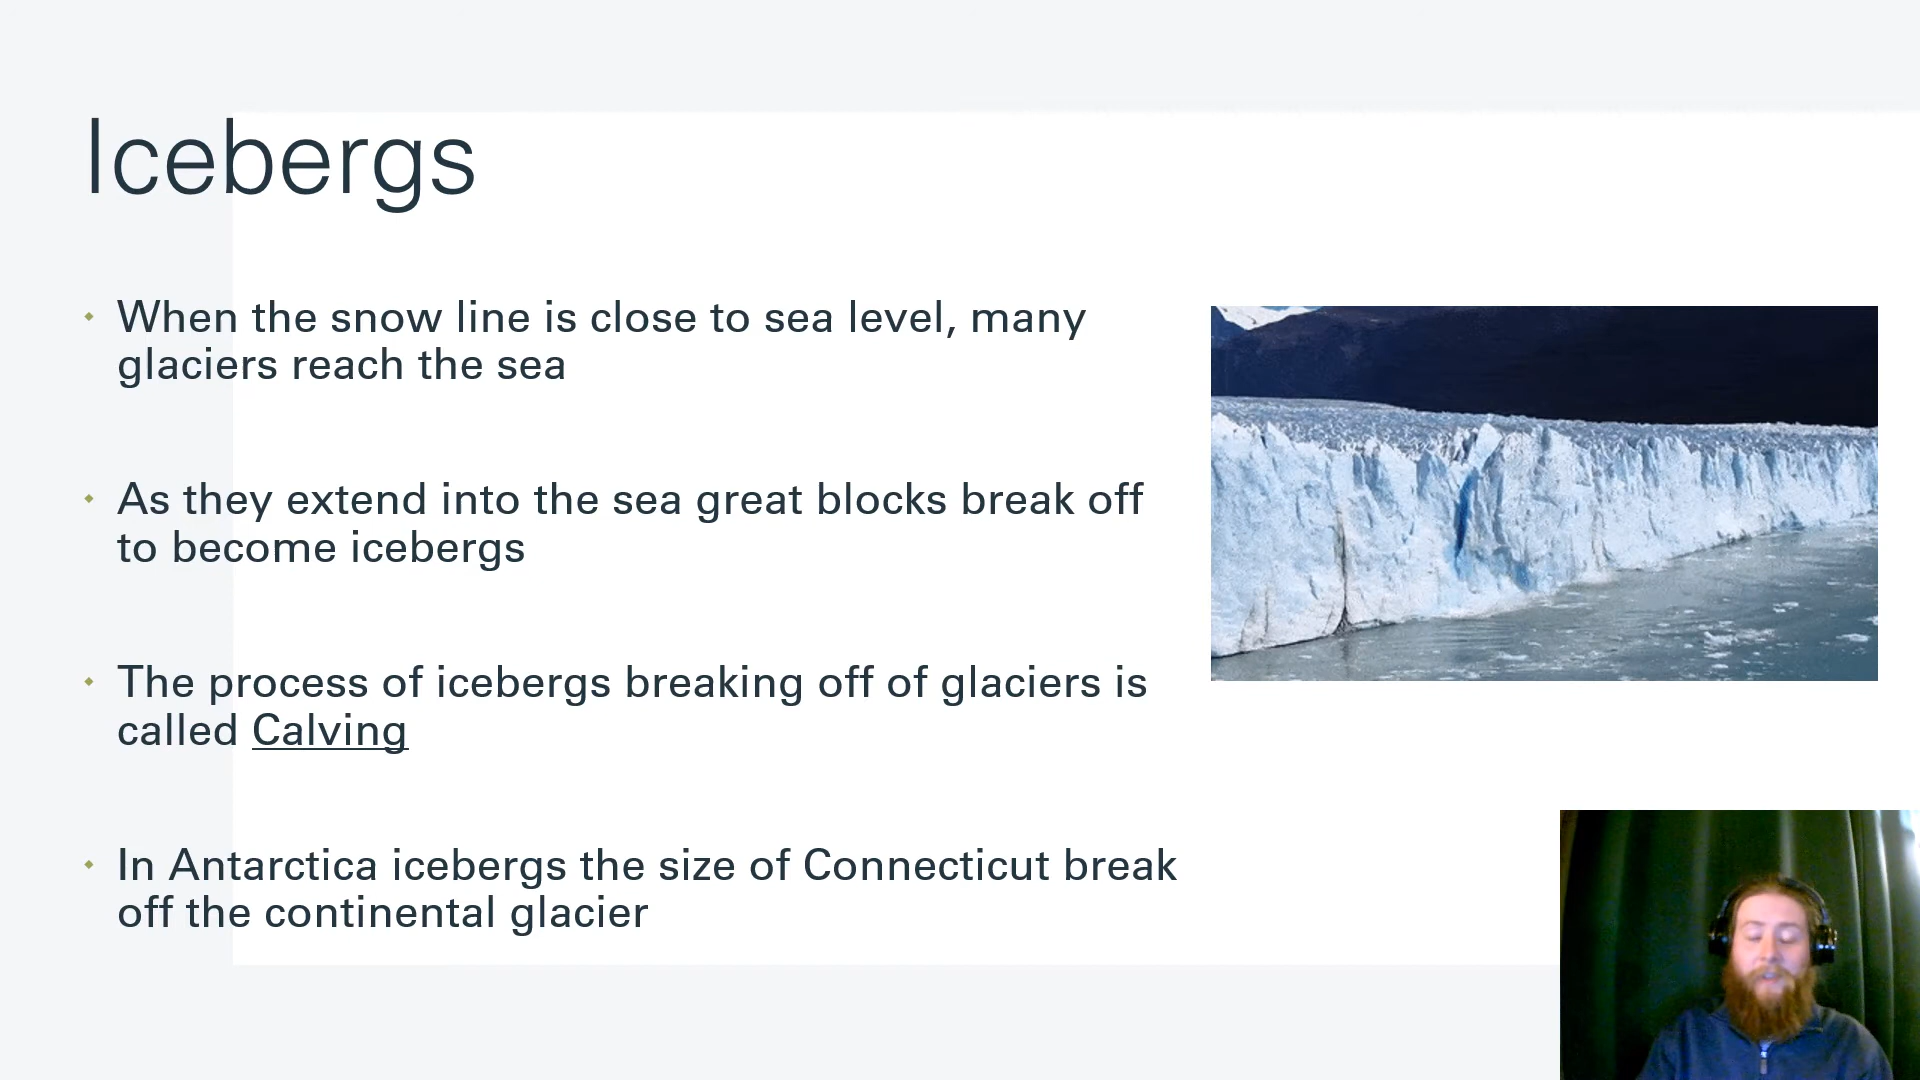 Icebergs
When the snow line is close to sea level, many
glaciers reach the sea
As they extend into the sea great blocks break off
to become icebergs
The process of icebergs breaking off of glaciers is
called Calving
In Antarctica icebergs the size of Connecticut break
off the continental glacier